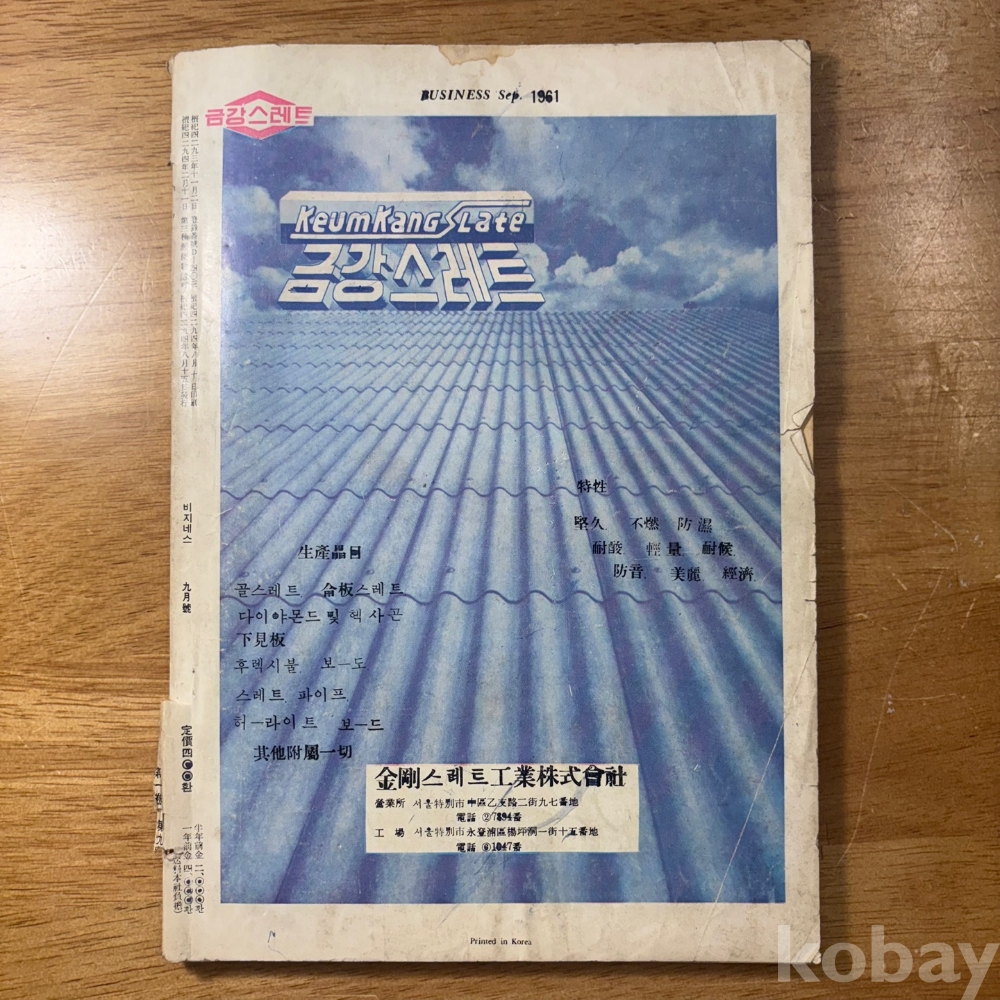 BUSINESS Sep. 1961
금강스레트
KeumKang Slate
금강스레트
特性
堅久 不燃 防濕
耐酸 輕量 耐候
防音 美麗 經濟
生産品目
골스레트 平板스레트
다이야몬드 및 헥사곤
下見板
후렉시불 보—도
스레트 파이프
허—라이트 보—드
其他附屬一切
金剛스레트工業株式會社
營業所 서울特別市中區乙支路二街九七番地
電話 ②7894番
工場 서울特別市永登浦區楊坪洞一街十五番地
電話 ⑥1047番
Printed in Korea
비지네스
九月號
定價四〇〇환
kobay